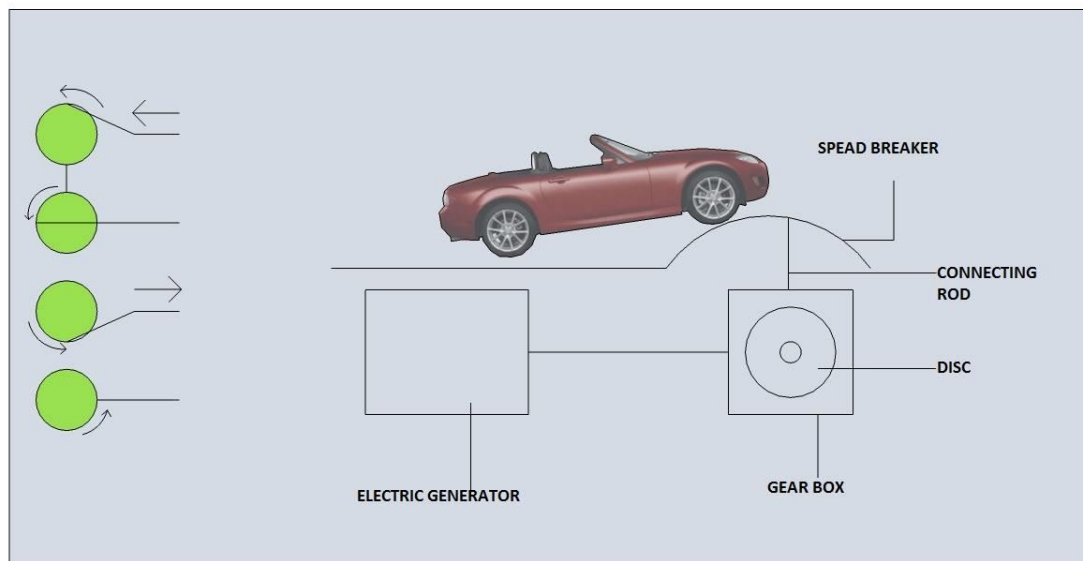 SPEAD BREAKER
CONNECTING
ROD
DISC
GEAR BOX
ELECTRIC GENERATOR